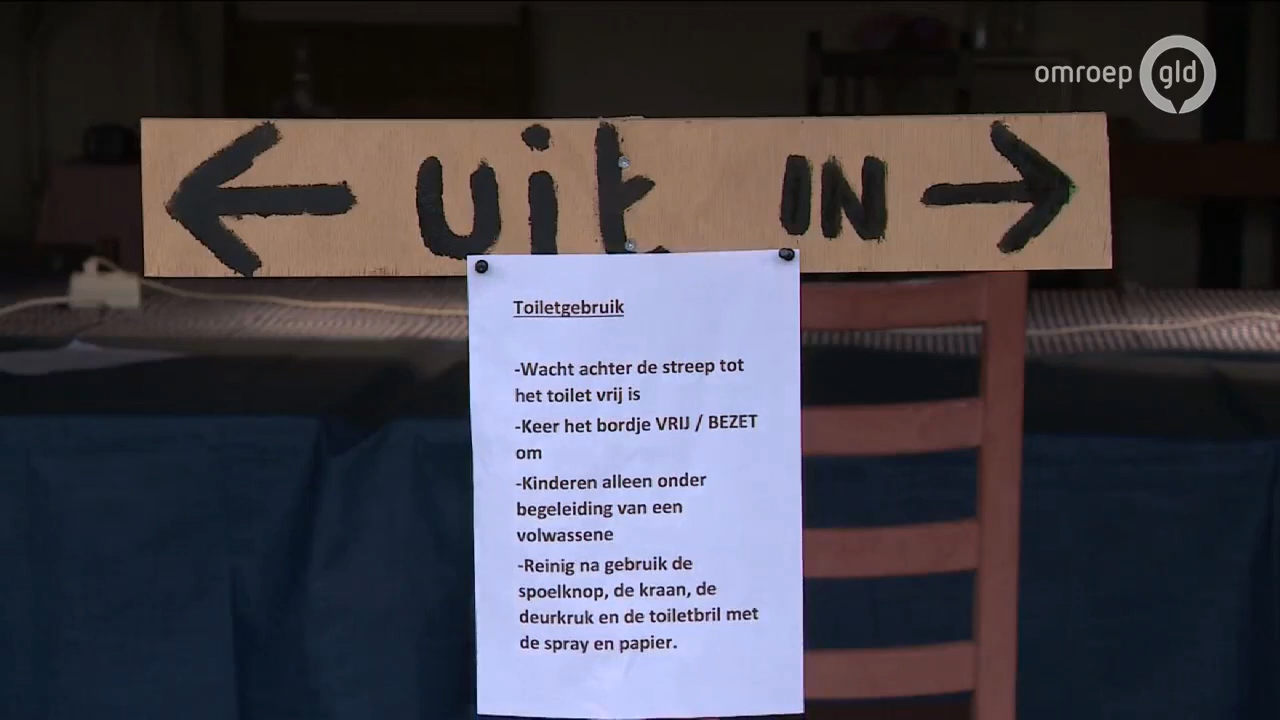 omroep gld
Uit IN
Toiletgebruik
-Wacht achter de streep tot
het toilet vrij is
-Keer het bordje VRIJ / BEZET
om
-Kinderen alleen onder
begeleiding van een
volwassene
-Reinig na gebruik de
spoelknop, de kraan, de
deurkruk en de toiletbril met
de spray en papier.